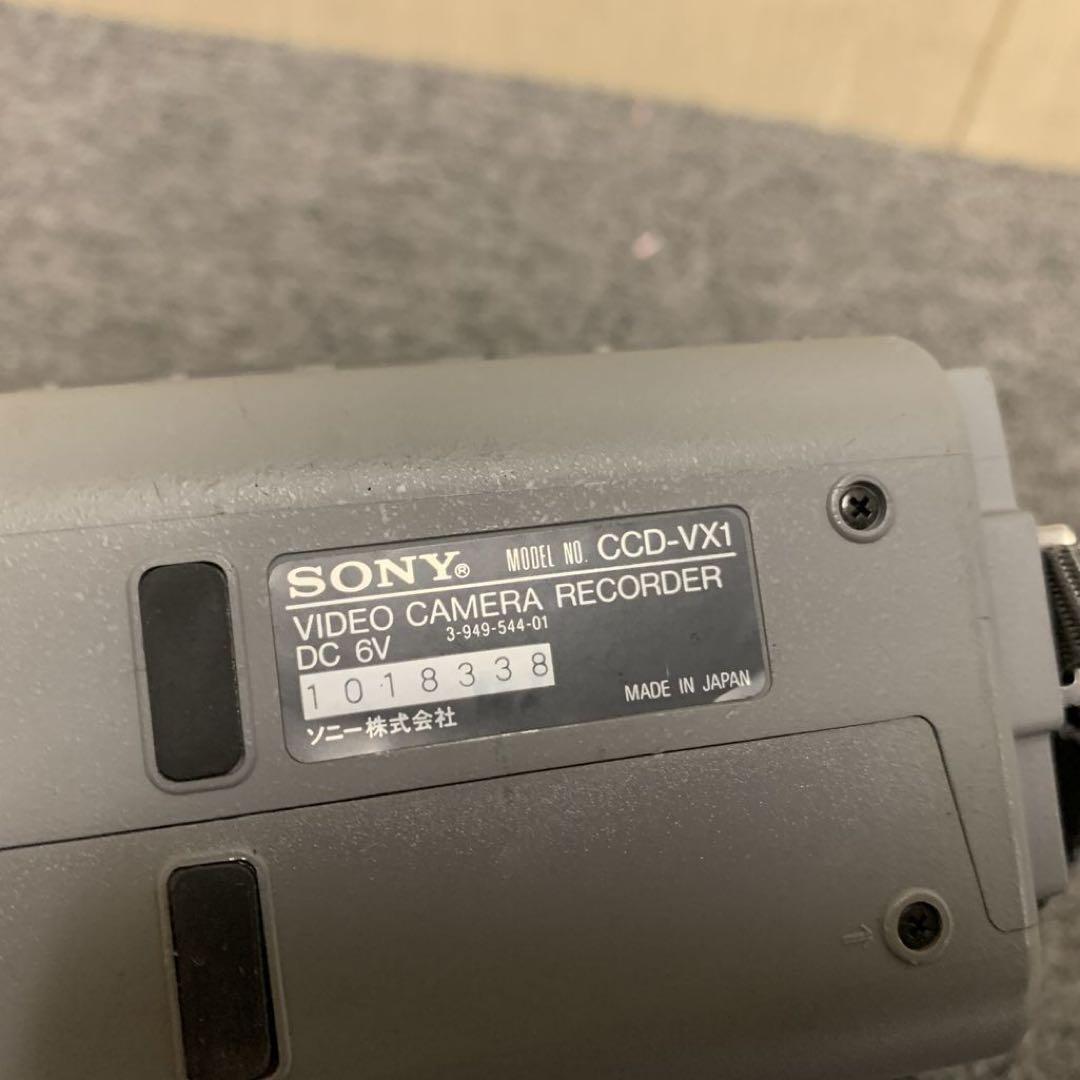 SONY® MODEL NO. CCD-VX1
VIDEO CAMERA RECORDER
DC 6V 3-949-544-01
1018338
ソニー株式会社 MADE IN JAPAN